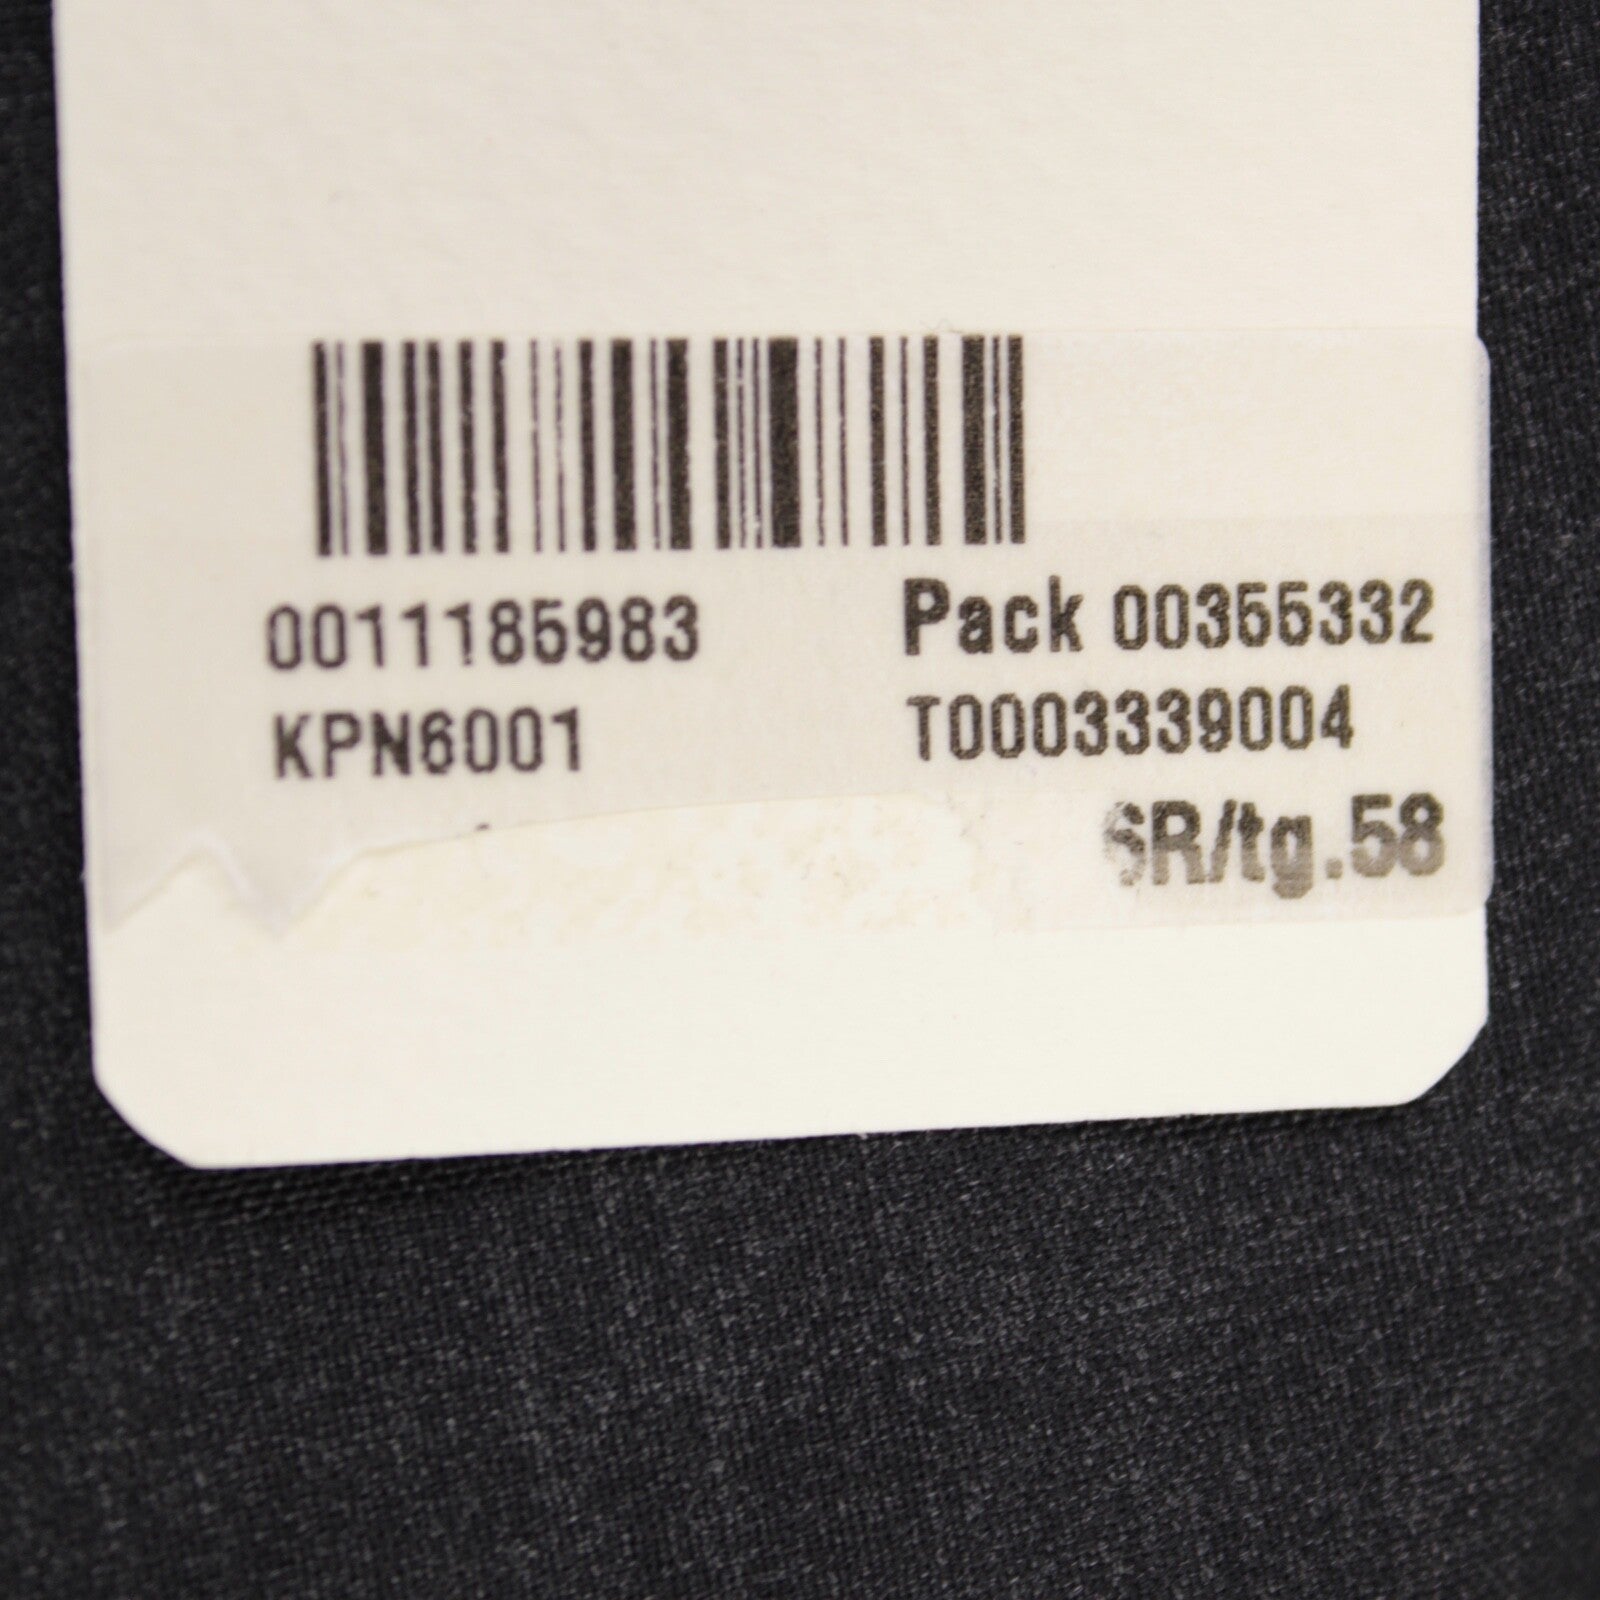 0011185983 Pack 00355332
KPN6001 T0003339004
6R/tg.58